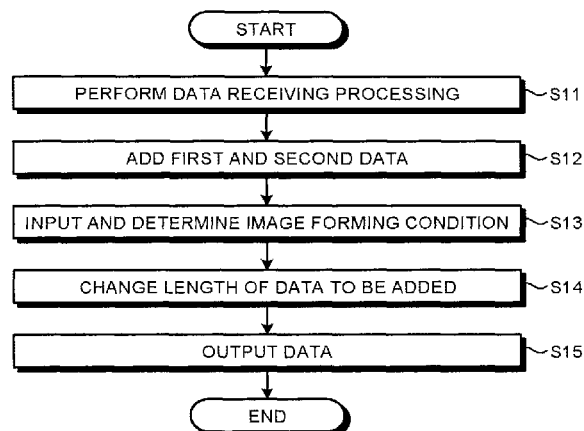 START
PERFORM DATA RECEIVING PROCESSING
S11
ADD FIRST AND SECOND DATA
S12
INPUT AND DETERMINE IMAGE FORMING CONDITION
S13
CHANGE LENGTH OF DATA TO BE ADDED
S14
OUTPUT DATA
S15
END